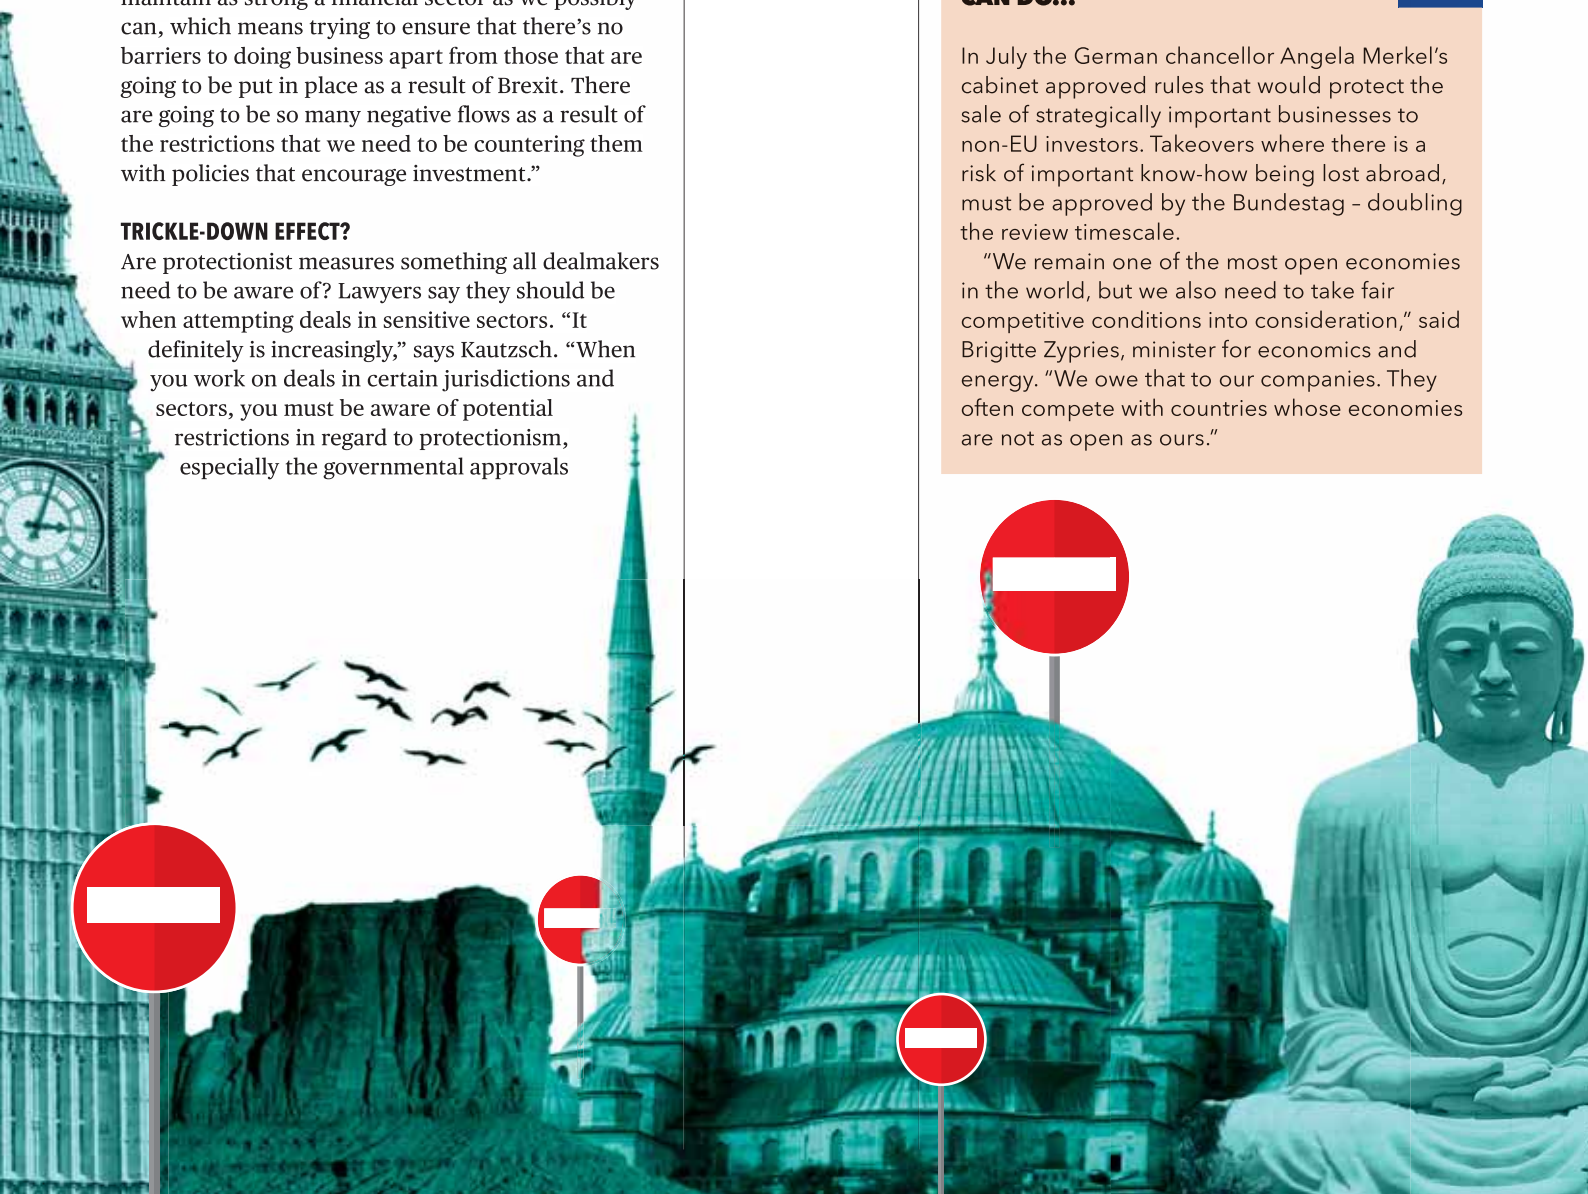 maintain as strong a financial sector as we possibly
can, which means trying to ensure that there’s no
barriers to doing business apart from those that are
going to be put in place as a result of Brexit. There
are going to be so many negative flows as a result of
the restrictions that we need to be countering them
with policies that encourage investment.”
TRICKLE-DOWN EFFECT?
Are protectionist measures something all dealmakers
need to be aware of? Lawyers say they should be
when attempting deals in sensitive sectors. “It
definitely is increasingly,” says Kautzsch. “When
you work on deals in certain jurisdictions and
sectors, you must be aware of potential
restrictions in regard to protectionism,
especially the governmental approvals
CAN DO...
In July the German chancellor Angela Merkel’s
cabinet approved rules that would protect the
sale of strategically important businesses to
non-EU investors. Takeovers where there is a
risk of important know-how being lost abroad,
must be approved by the Bundestag – doubling
the review timescale.
“We remain one of the most open economies
in the world, but we also need to take fair
competitive conditions into consideration,” said
Brigitte Zypries, minister for economics and
energy. “We owe that to our companies. They
often compete with countries whose economies
are not as open as ours.”